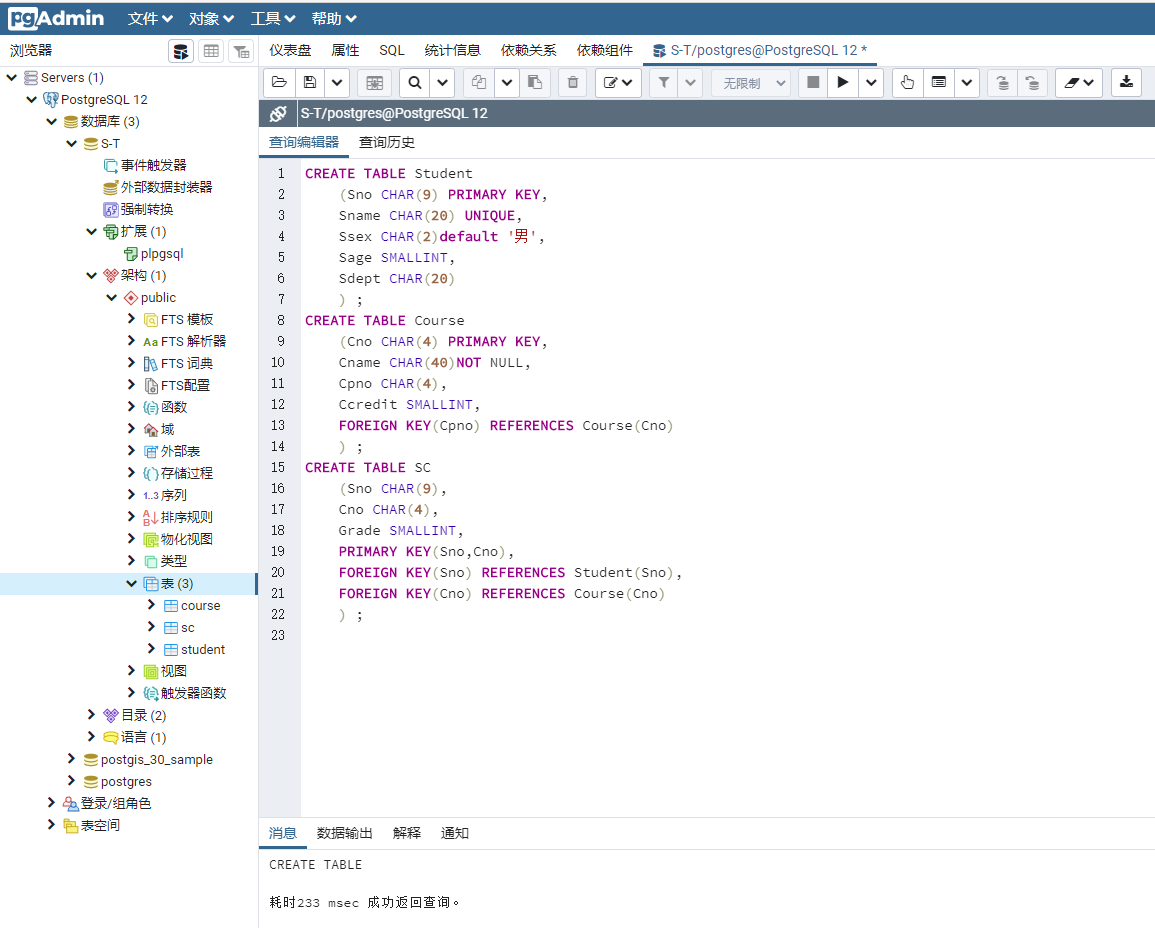 pgAdmin 文件 对象 工具 帮助
浏览器
仪表盘 属性 SQL 统计信息 依赖关系 依赖组件 S-T/postgres@PostgreSQL 12 *
无限制
S-T/postgres@PostgreSQL 12
查询编辑器 查询历史
Servers (1)
PostgreSQL 12
数据库 (3)
S-T
事件触发器
外部数据封装器
强制转换
扩展 (1)
plpgsql
架构 (1)
public
FTS 模板
Aa FTS 解析器
FTS 词典
FTS配置
函数
域
外部表
存储过程
1..3 序列
排序规则
物化视图
类型
表 (3)
course
sc
student
视图
触发器函数
目录 (2)
语言 (1)
postgis_30_sample
postgres
登录/组角色
表空间
1 CREATE TABLE Student
2 (Sno CHAR(9) PRIMARY KEY,
3 Sname CHAR(20) UNIQUE,
4 Ssex CHAR(2)default '男',
5 Sage SMALLINT,
6 Sdept CHAR(20)
7 ) ;
8 CREATE TABLE Course
9 (Cno CHAR(4) PRIMARY KEY,
10 Cname CHAR(40)NOT NULL,
11 Cpno CHAR(4),
12 Ccredit SMALLINT,
13 FOREIGN KEY(Cpno) REFERENCES Course(Cno)
14 ) ;
15 CREATE TABLE SC
16 (Sno CHAR(9),
17 Cno CHAR(4),
18 Grade SMALLINT,
19 PRIMARY KEY(Sno,Cno),
20 FOREIGN KEY(Sno) REFERENCES Student(Sno),
21 FOREIGN KEY(Cno) REFERENCES Course(Cno)
22 ) ;
23
消息 数据输出 解释 通知
CREATE TABLE
耗时233 msec 成功返回查询。